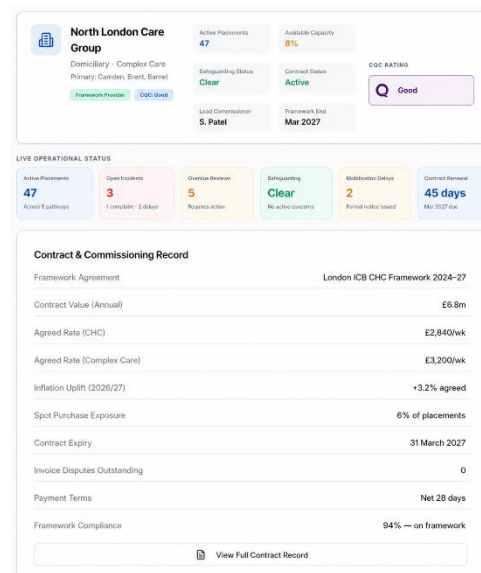 North London Care
Group
Domiciliary · Complex Care
Primary: Camden, Brent, Barnet
Framework Provider
CQC: Good
Active Placements
47
Available Capacity
8%
Safeguarding Status
Clear
Contract Status
Active
Lead Commissioner
S. Patel
Framework End
Mar 2027
CQC RATING
Good
LIVE OPERATIONAL STATUS
Active Placements
47
Across 8 pathways
Open Incidents
3
1 complaint · 2 delays
Overdue Reviews
5
Requires action
Safeguarding
Clear
No active concerns
Mobilisation Delays
2
Formal notice issued
Contract Renewal
45 days
Mar 2027 due
Contract & Commissioning Record
Framework Agreement London ICB CHC Framework 2024–27
Contract Value (Annual) £6.8m
Agreed Rate (CHC) £2,840/wk
Agreed Rate (Complex Care) £3,200/wk
Inflation Uplift (2026/27) +3.2% agreed
Spot Purchase Exposure 6% of placements
Contract Expiry 31 March 2027
Invoice Disputes Outstanding 0
Payment Terms Net 28 days
Framework Compliance 94% — on framework
View Full Contract Record